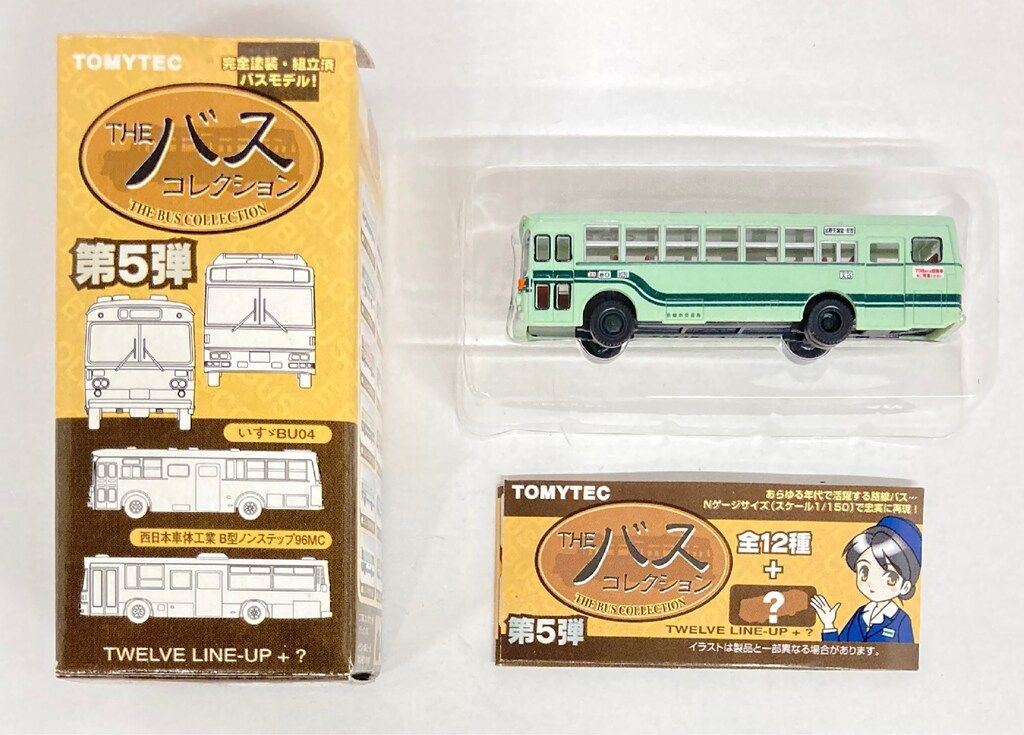 TOMYTEC
完全塗装・組立済
バスモデル!
THE バス
コレクション
THE BUS COLLECTION
第5弾
いすゞBU04
西日本車体工業 B型ノンステップ96MC
TWELVE LINE-UP + ?
京都市交通局
TOMYTEC
あらゆる年代で活躍する路線バス…
Nゲージサイズ(スケール1/150)で忠実に再現!
THE バス
コレクション
THE BUS COLLECTION
全12種
+
?
第5弾
TWELVE LINE-UP + ?
イラストは製品と一部異なる場合があります。